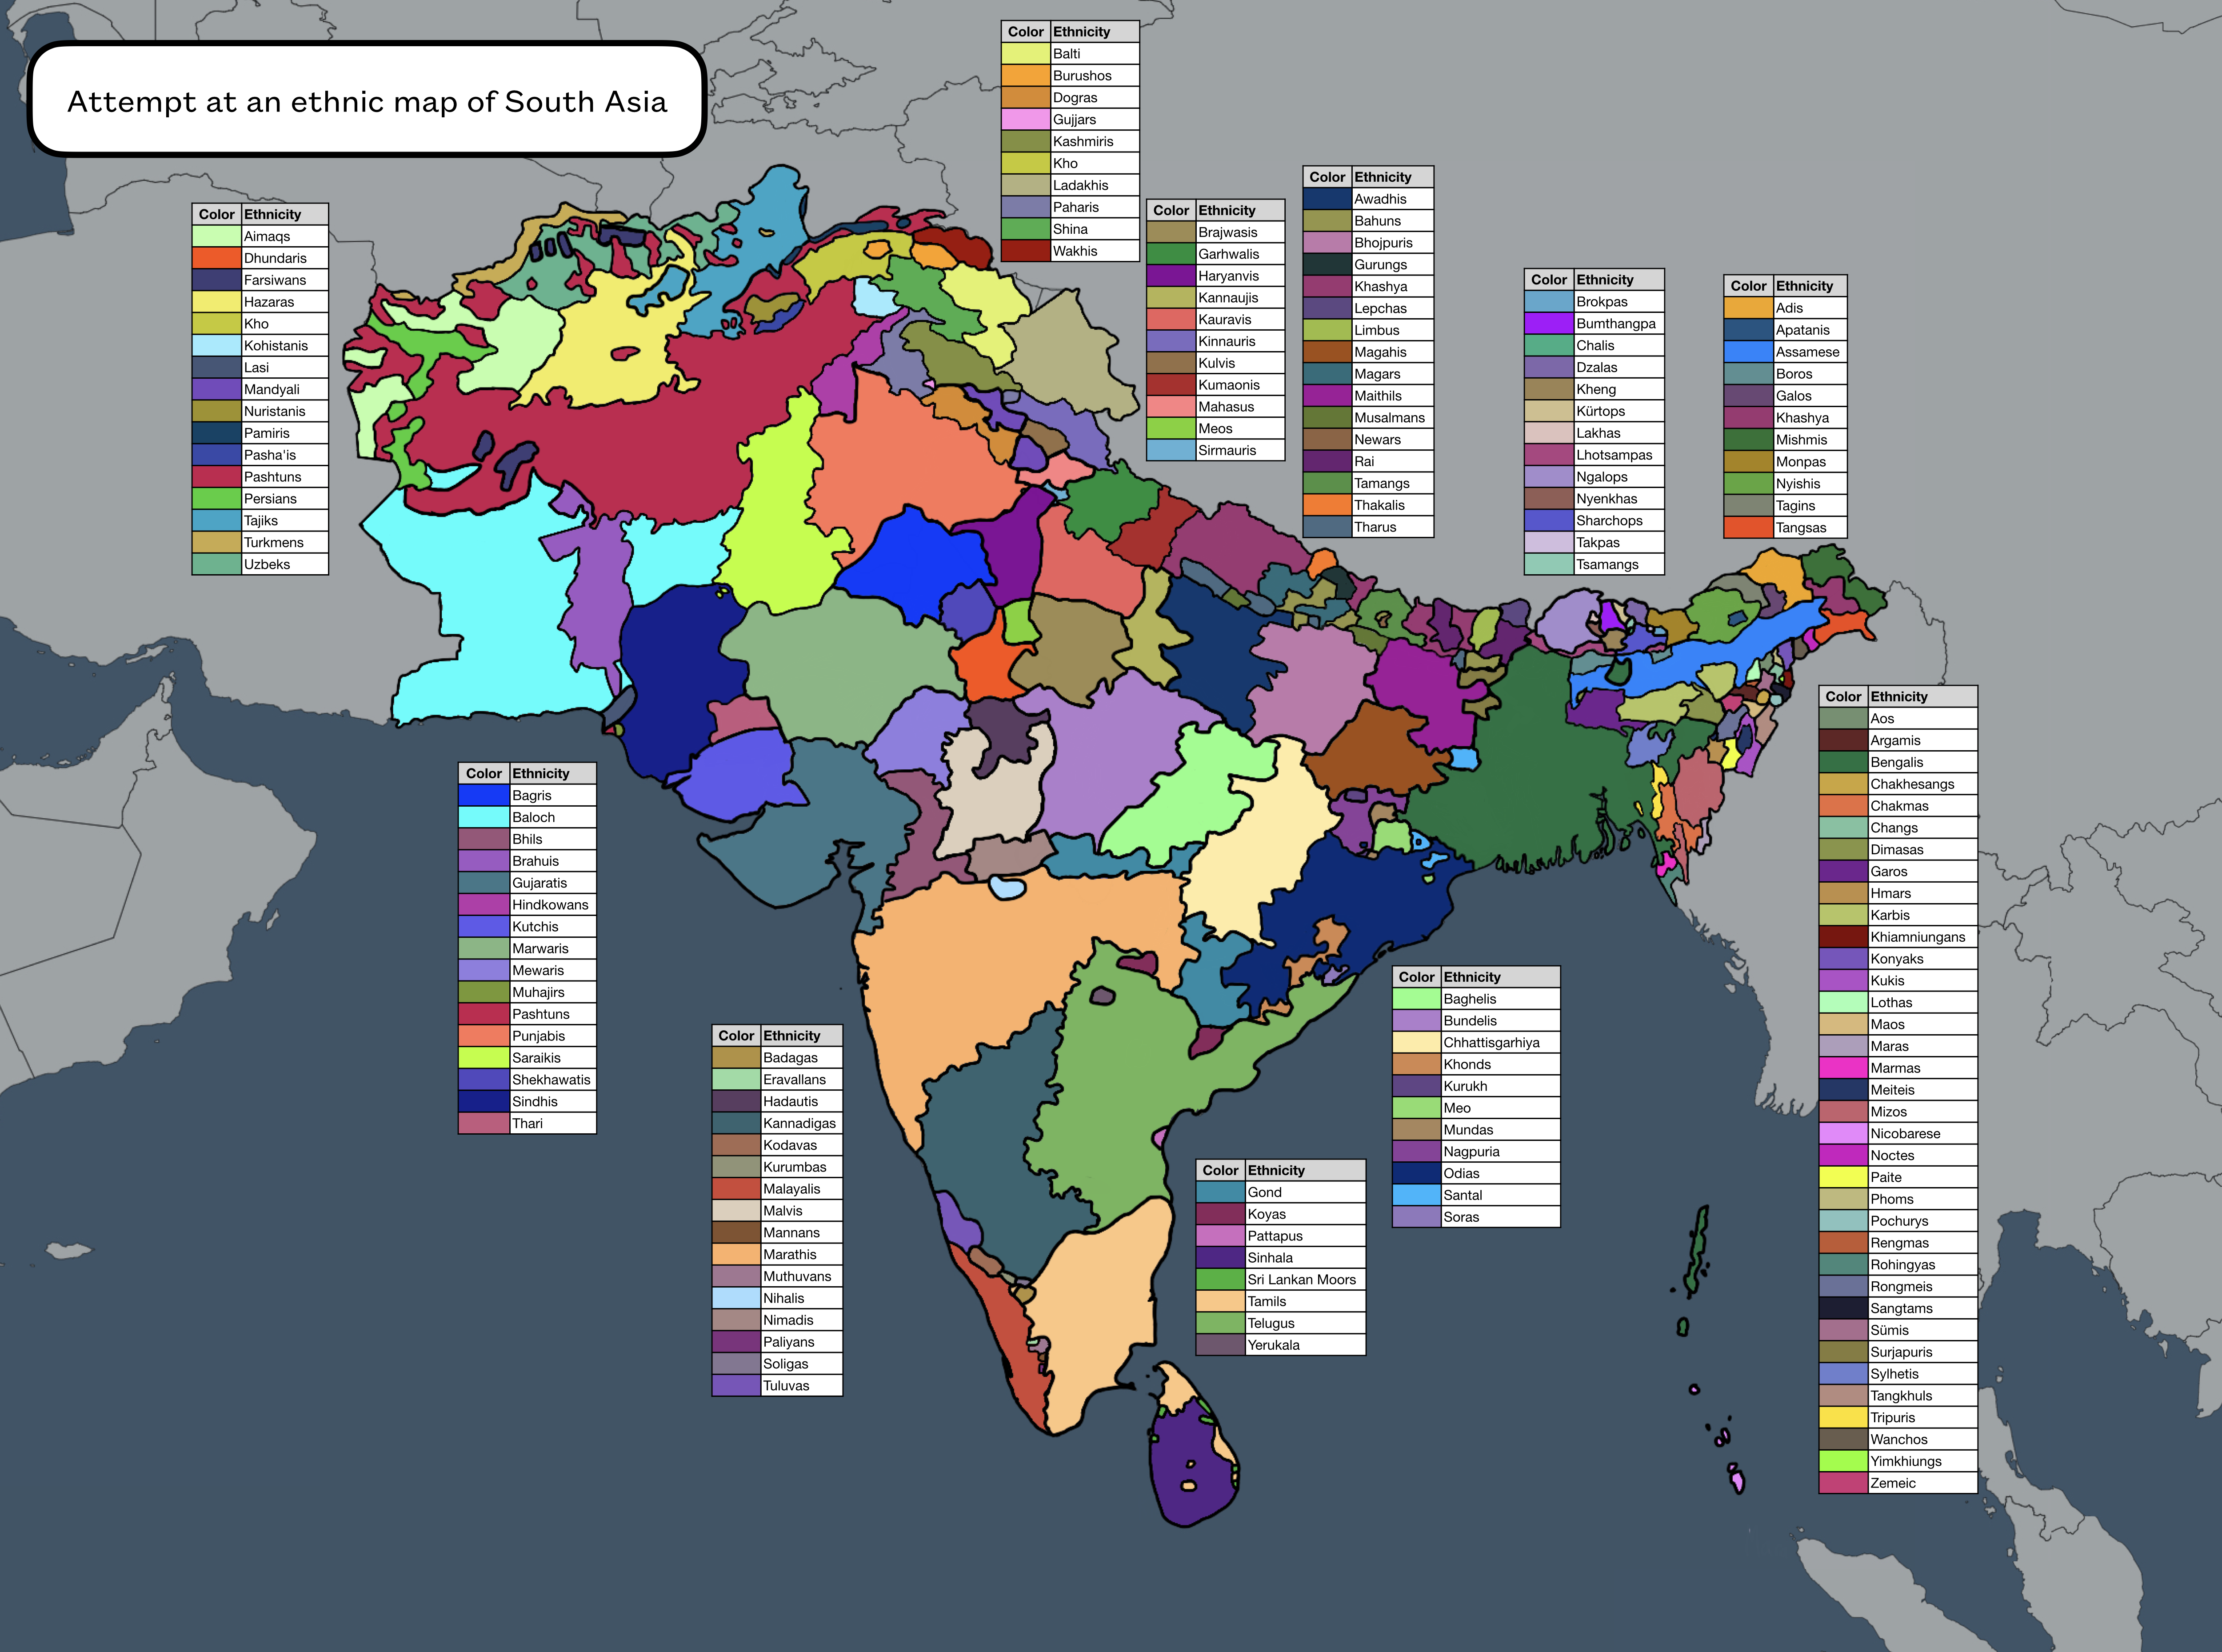 Attempt at an ethnic map of South Asia
Color Ethnicity
Balti
Burushos
Dogras
Gujjars
Kashmiris
Kho
Ladakhis
Paharis
Shina
Wakhis
Color Ethnicity
Aimaqs
Dhundaris
Farsiwans
Hazaras
Kho
Kohistanis
Lasi
Mandyali
Nuristanis
Pamiris
Pasha'is
Pashtuns
Persians
Tajiks
Turkmens
Uzbeks
Color Ethnicity
Brajwasis
Garhwalis
Haryanvis
Kannaujis
Kauravis
Kinnauris
Kulvis
Kumaonis
Mahasus
Meos
Sirmauris
Color Ethnicity
Awadhis
Bahuns
Bhojpuris
Gurungs
Khashya
Lepchas
Limbus
Magahis
Magars
Maithils
Musalmans
Newars
Rai
Tamangs
Thakalis
Tharus
Color Ethnicity
Brokpas
Bumthangpa
Chalis
Dzalas
Kheng
Kürtops
Lakhas
Lhotsampas
Ngalops
Nyenkhas
Sharchops
Takpas
Tsamangs
Color Ethnicity
Adis
Apatanis
Assamese
Boros
Galos
Khashya
Mishmis
Monpas
Nyishis
Tagins
Tangsas
Color Ethnicity
Bagris
Baloch
Bhils
Brahuis
Gujaratis
Hindkowans
Kutchis
Marwaris
Mewaris
Muhajirs
Pashtuns
Punjabis
Saraikis
Shekhawatis
Sindhis
Thari
Color Ethnicity
Badagas
Eravallans
Hadautis
Kannadigas
Kodavas
Kurumbas
Malayalis
Malvis
Mannans
Marathis
Muthuvans
Nihalis
Nimadis
Paliyans
Soligas
Tuluvas
Color Ethnicity
Gond
Koyas
Pattapus
Sinhala
Sri Lankan Moors
Tamils
Telugus
Yerukala
Color Ethnicity
Baghelis
Bundelis
Chhattisgarhiya
Khonds
Kurukh
Meo
Mundas
Nagpuria
Odias
Santal
Soras
Color Ethnicity
Aos
Argamis
Bengalis
Chakhesangs
Chakmas
Changs
Dimasas
Garos
Hmars
Karbis
Khiamniungans
Konyaks
Kukis
Lothas
Maos
Maras
Marmas
Meiteis
Mizos
Nicobarese
Noctes
Paite
Phoms
Pochurys
Rengmas
Rohingyas
Rongmeis
Sangtams
Sümis
Surjapuris
Sylhetis
Tangkhuls
Tripuris
Wanchos
Yimkhiungs
Zemeic